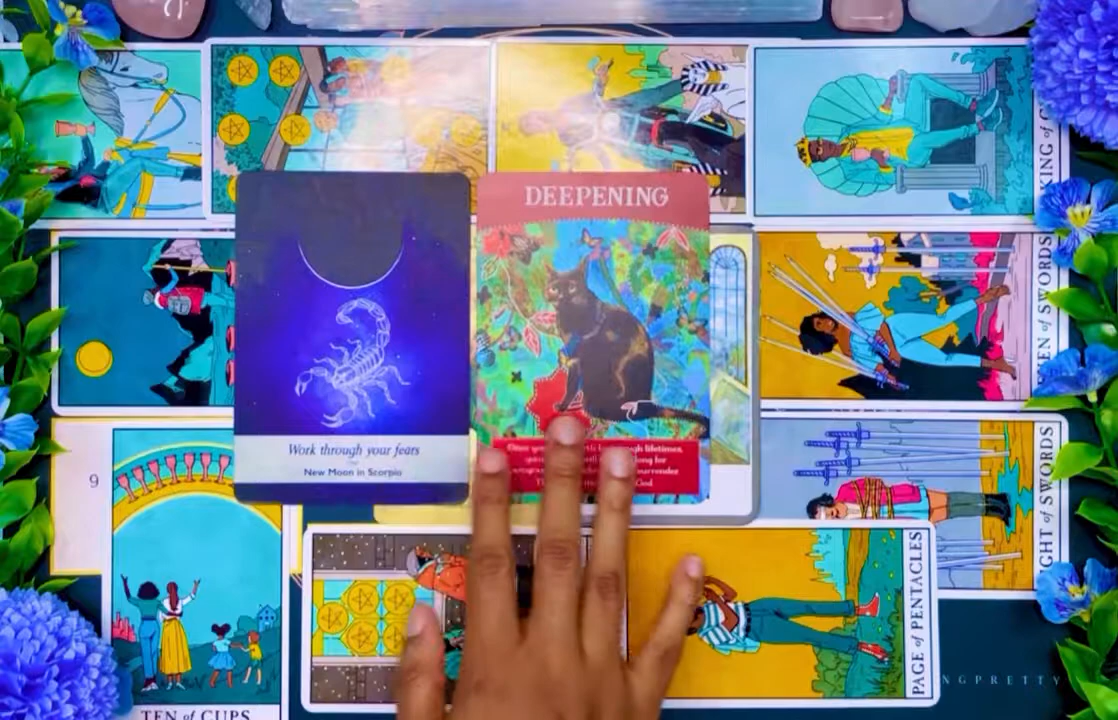 DEEPENING
KING of C
EN of SWORDS
Work through your fears
New Moon in Scorpio
9
GHT of SWORDS
PAGE of PENTACLES
NGPRETTY
TEN of CUPS